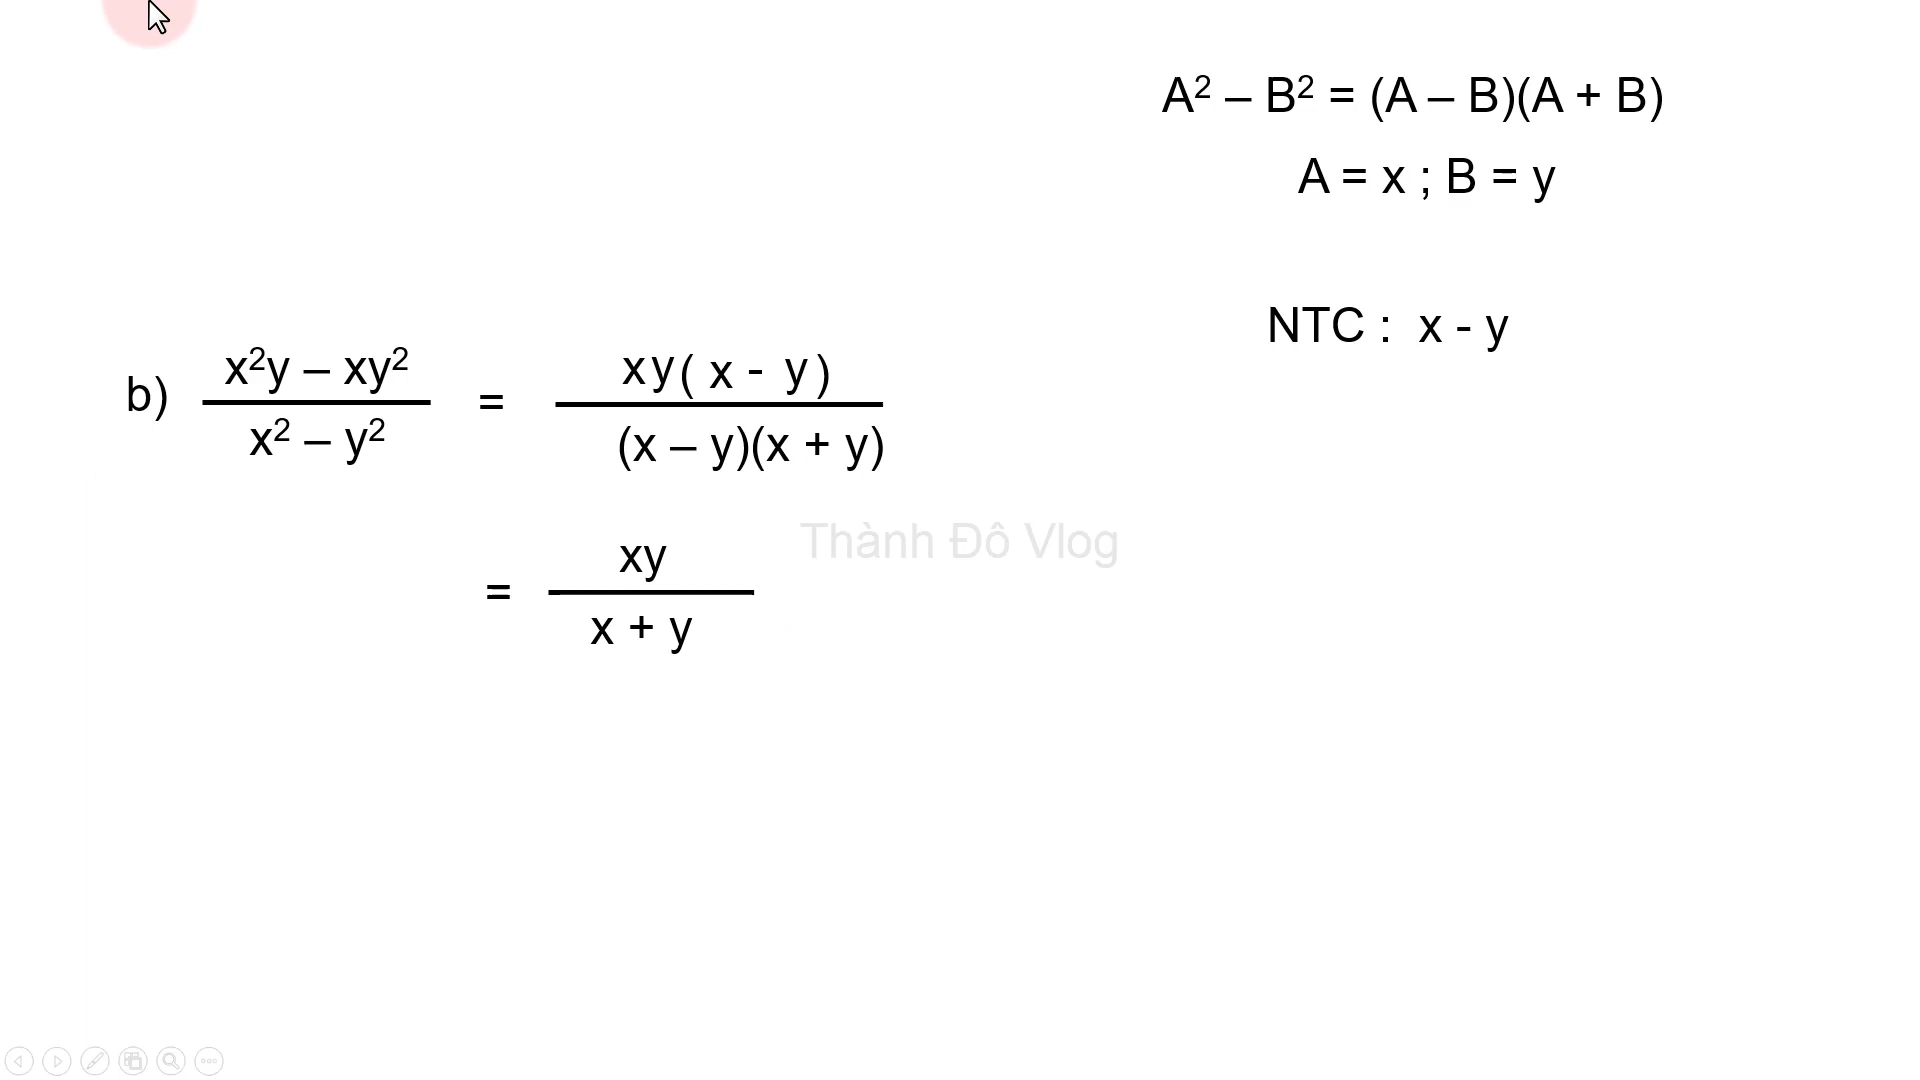 A² – B² = (A – B)(A + B)
A = x ; B = y
NTC : x - y
b) x²y – xy² = xy( x - y)
x² – y² (x – y)(x + y)
Thành Đô Vlog
= xy
x + y